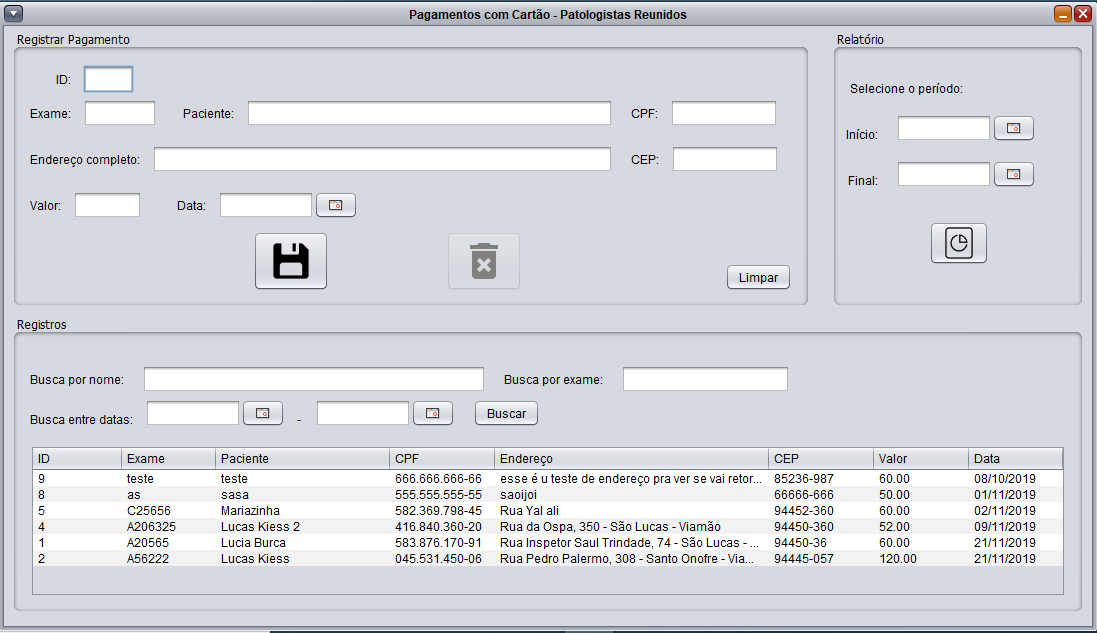 Pagamentos com Cartão - Patologistas Reunidos
Registrar Pagamento
Relatório
ID:
Selecione o período:
Exame: Paciente: CPF:
Início:
Endereço completo: CEP:
Final:
Valor: Data:
Limpar
Registros
Busca por nome: Busca por exame:
Busca entre datas: - Buscar
ID Exame Paciente CPF Endereço CEP Valor Data
9 teste teste 666.666.666-66 esse é u teste de endereço pra ver se vai retor... 85236-987 60.00 08/10/2019
8 as sasa 555.555.555-55 saoijoi 66666-666 50.00 01/11/2019
5 C25656 Mariazinha 582.369.798-45 Rua Yal ali 94452-360 60.00 02/11/2019
4 A206325 Lucas Kiess 2 416.840.360-20 Rua da Ospa, 350 - São Lucas - Viamão 94450-360 52.00 09/11/2019
1 A20565 Lucia Burca 583.876.170-91 Rua Inspetor Saul Trindade, 74 - São Lucas - ... 94450-36 60.00 21/11/2019
2 A56222 Lucas Kiess 045.531.450-06 Rua Pedro Palermo, 308 - Santo Onofre - Via... 94445-057 120.00 21/11/2019